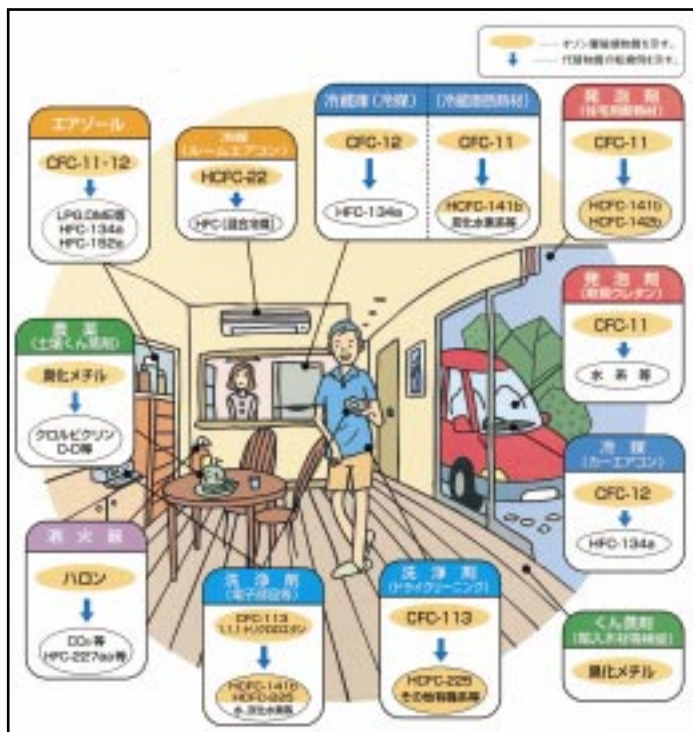 オゾン層破壊物質を示す。
代替物質の転換例を示す。
エアゾール
CFC-11・12
LPG.DME等
HFC-134a
HFC-152a
冷媒
(ルームエアコン)
HCFC-22
HFC(混合冷媒)
冷蔵庫(冷媒)
CFC-12
HFC-134a
(冷蔵庫断熱材)
CFC-11
HCFC-141b
炭化水素系等
発泡剤
(住宅用断熱材)
CFC-11
HCFC-141b
HCFC-142b
発泡剤
(軟質ウレタン)
CFC-11
水系等
農薬
(土壌くん蒸剤)
臭化メチル
クロルピクリン
D-D等
冷媒
(カーエアコン)
CFC-12
HFC-134a
消火器
ハロン
CO₂等
HFC-227ea等
洗浄剤
(電子部品等)
CFC-113
1,1,1-トリクロロエタン
HCFC-141b
HCFC-225
水、炭化水素系
洗浄剤
(ドライクリーニング)
CFC-113
HCFC-225
その他有機系等
くん蒸剤
(輸入木材等検疫)
臭化メチル